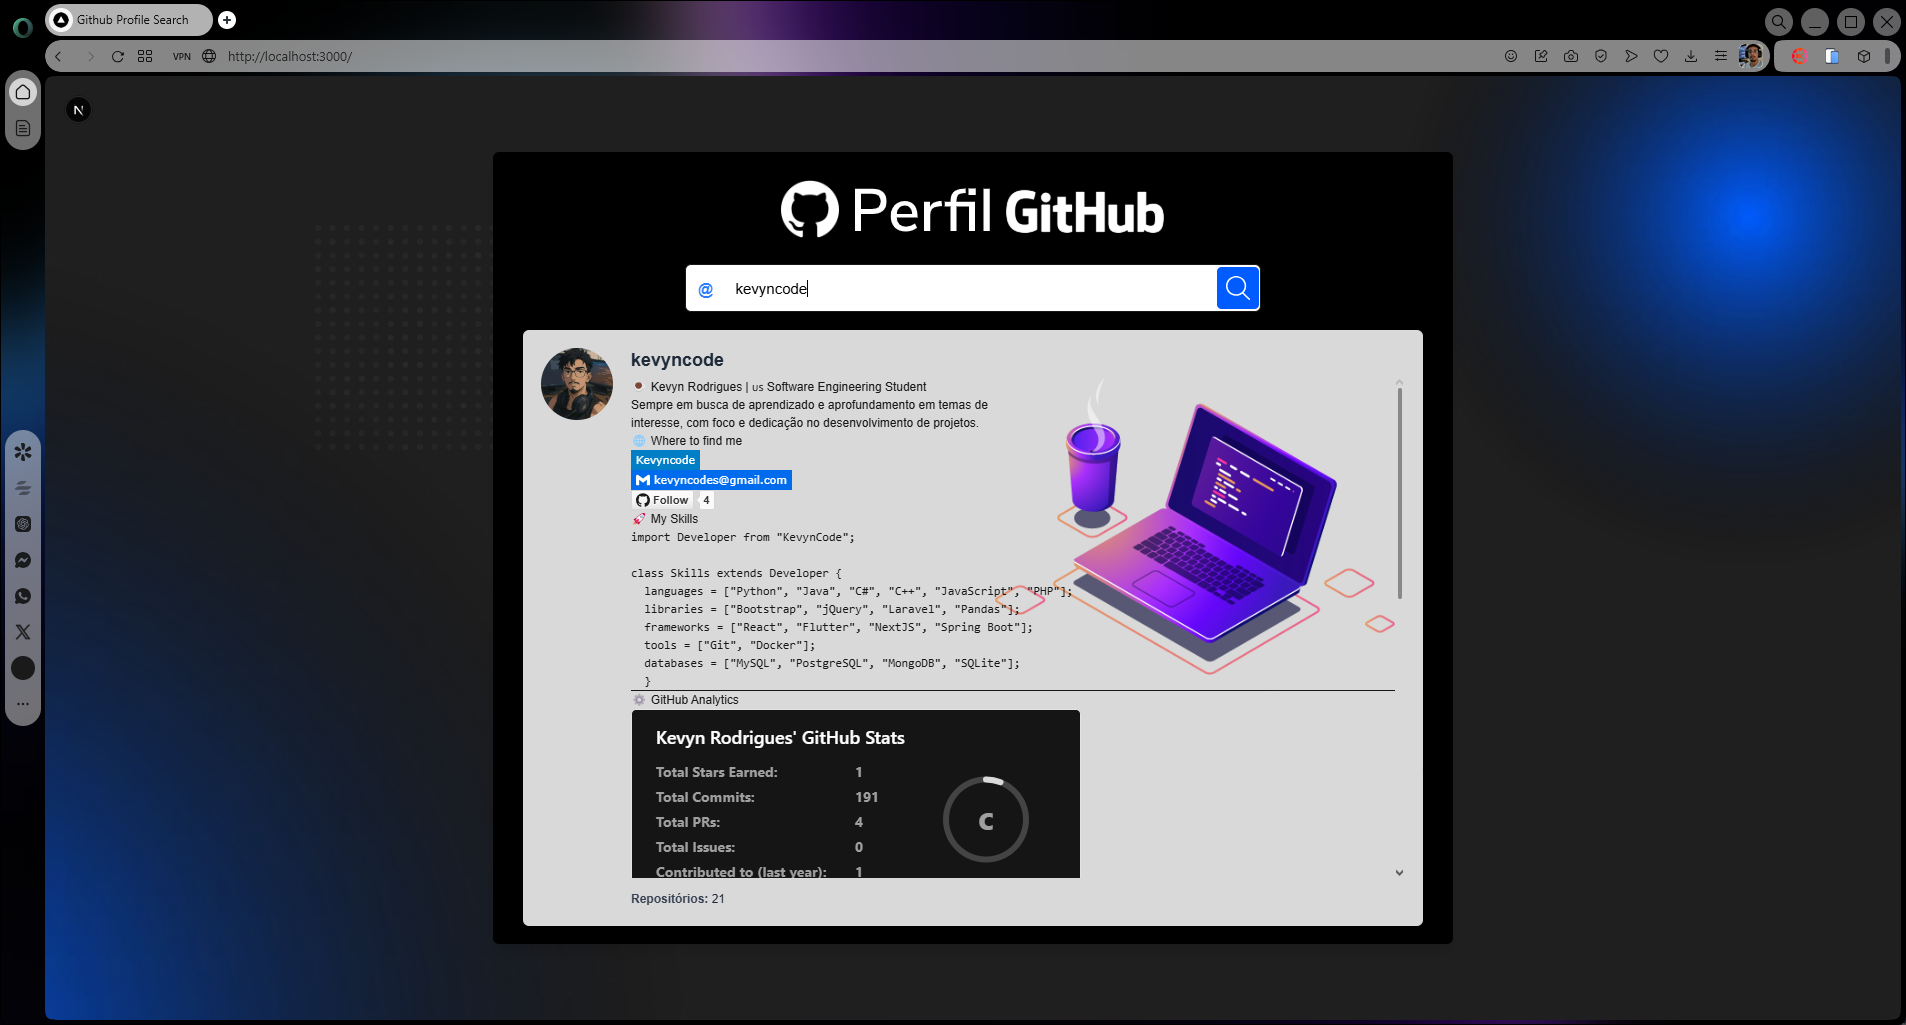 Github Profile Search
VPN
http://localhost:3000/
N
Perfil GitHub
@ kevyncode
kevyncode
Kevyn Rodrigues | us Software Engineering Student
Sempre em busca de aprendizado e aprofundamento em temas de
interesse, com foco e dedicação no desenvolvimento de projetos.
Where to find me
Kevyncode
kevyncodes@gmail.com
Follow 4
My Skills
import Developer from "KevynCode";
class Skills extends Developer {
languages = ["Python", "Java", "C#", "C++", "JavaScript", "PHP"];
libraries = ["Bootstrap", "jQuery", "Laravel", "Pandas"];
frameworks = ["React", "Flutter", "NextJS", "Spring Boot"];
tools = ["Git", "Docker"];
databases = ["MySQL", "PostgreSQL", "MongoDB", "SQLite"];
}
GitHub Analytics
Kevyn Rodrigues' GitHub Stats
Total Stars Earned: 1
Total Commits: 191
Total PRs: 4
Total Issues: 0
Contributed to (last year): 1
C
Repositórios: 21